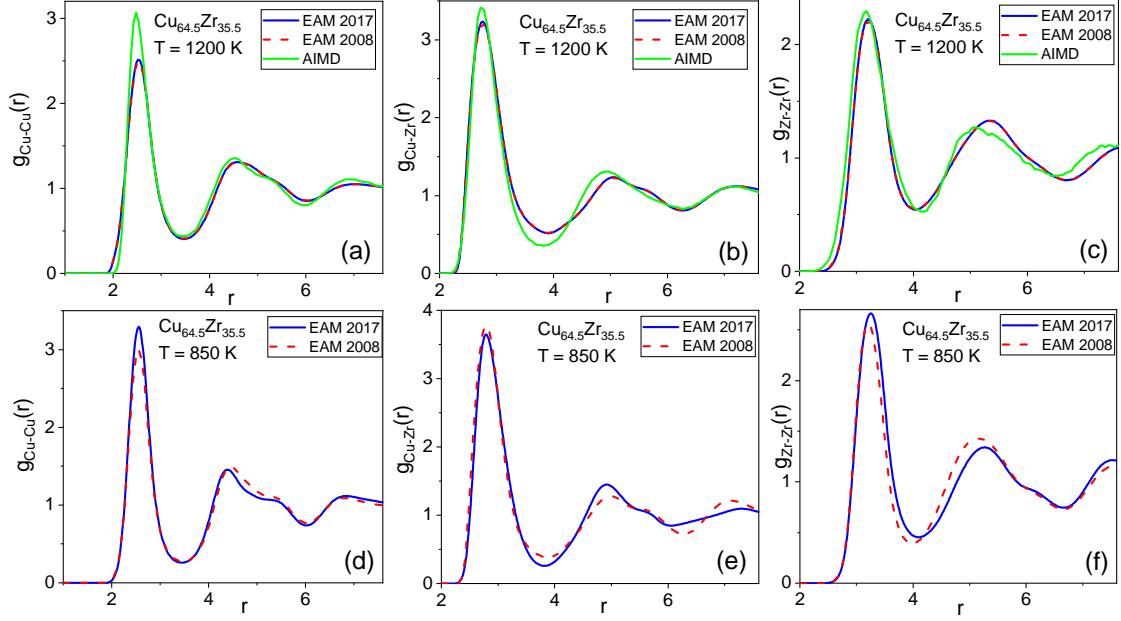 Cu64.5Zr35.5
T = 1200 K
EAM 2017
EAM 2008
AIMD
gCu-Cu(r)
3
2
1
0
2
4
6
r
(a)
Cu64.5Zr35.5
T = 1200 K
EAM 2017
EAM 2008
AIMD
gCu-Zr(r)
3
2
1
0
2
4
6
r
(b)
Cu64.5Zr35.5
T = 1200 K
EAM 2017
EAM 2008
AIMD
gZr-Zr(r)
2
1
0
2
4
6
r
(c)
Cu64.5Zr35.5
T = 850 K
EAM 2017
EAM 2008
gCu-Cu(r)
3
2
1
0
2
4
6
r
(d)
Cu64.5Zr35.5
T = 850 K
EAM 2017
EAM 2008
gCu-Zr(r)
4
3
2
1
0
2
4
6
r
(e)
Cu64.5Zr35.5
T = 850 K
EAM 2017
EAM 2008
gZr-Zr(r)
2
1
0
2
4
6
r
(f)